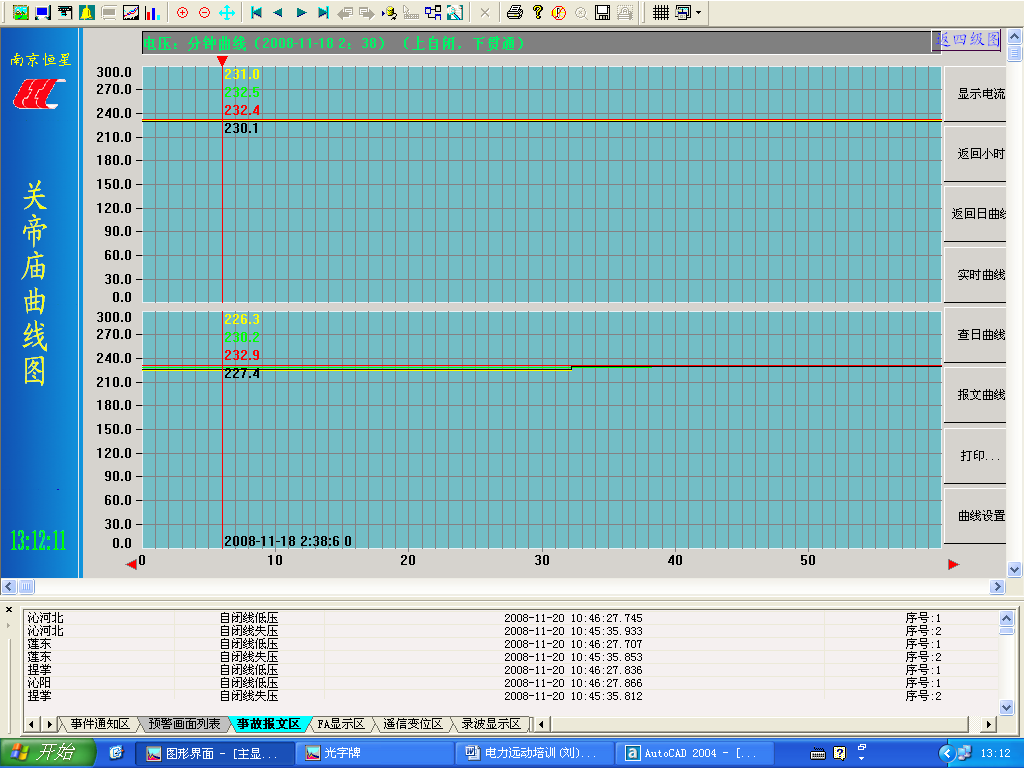 电压: 分钟曲线 (2008-11-18 2: 38) (上自闭, 下贯通)
返四级图
南京恒星
关帝庙曲线图
13:12:11
300.0
270.0
240.0
210.0
180.0
150.0
120.0
90.0
60.0
30.0
0.0
231.0
232.5
232.4
230.1
300.0
270.0
240.0
210.0
180.0
150.0
120.0
90.0
60.0
30.0
0.0
226.3
230.2
232.9
227.4
2008-11-18 2:38:6 0
0 10 20 30 40 50
显示电流
返回小时
返回日曲线
实时曲线
查日曲线
报文曲线
打印...
曲线设置
沁河北 自闭线低压 2008-11-20 10:46:27.745 序号:1
沁河北 自闭线失压 2008-11-20 10:45:35.933 序号:2
莲东 自闭线低压 2008-11-20 10:46:27.707 序号:1
莲东 自闭线失压 2008-11-20 10:45:35.853 序号:2
捏掌 自闭线低压 2008-11-20 10:46:27.836 序号:1
沁阳 自闭线低压 2008-11-20 10:46:27.866 序号:1
捏掌 自闭线失压 2008-11-20 10:45:35.812 序号:2
事件通知区 预警画面列表 事故报文区 FA显示区 遥信变位区 录波显示区
开始 图形界面 - [主显... 光字牌 电力远动培训(刘)... AutoCAD 2004 - [... 13:12